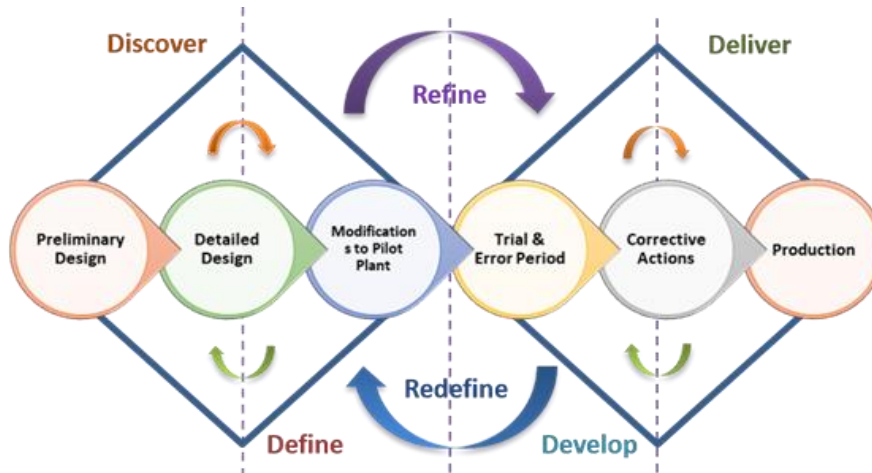 Discover
Deliver
Refine
Preliminary
Design
Detailed
Design
Modification
s to Pilot
Plant
Trial &
Error Period
Corrective
Actions
Production
Redefine
Define
Develop